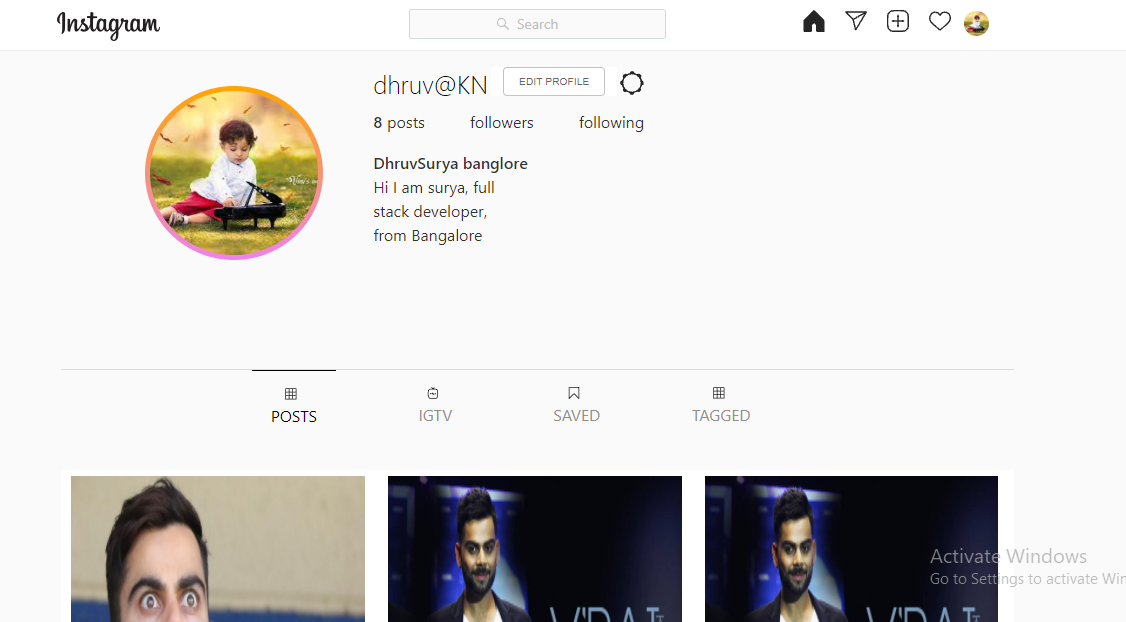 Instagram
Search
dhruv@KN
EDIT PROFILE
8 posts followers following
DhruvSurya banglore
Hi I am surya, full
stack developer,
from Bangalore
POSTS IGTV SAVED TAGGED
Activate Windows
Go to Settings to activate Win